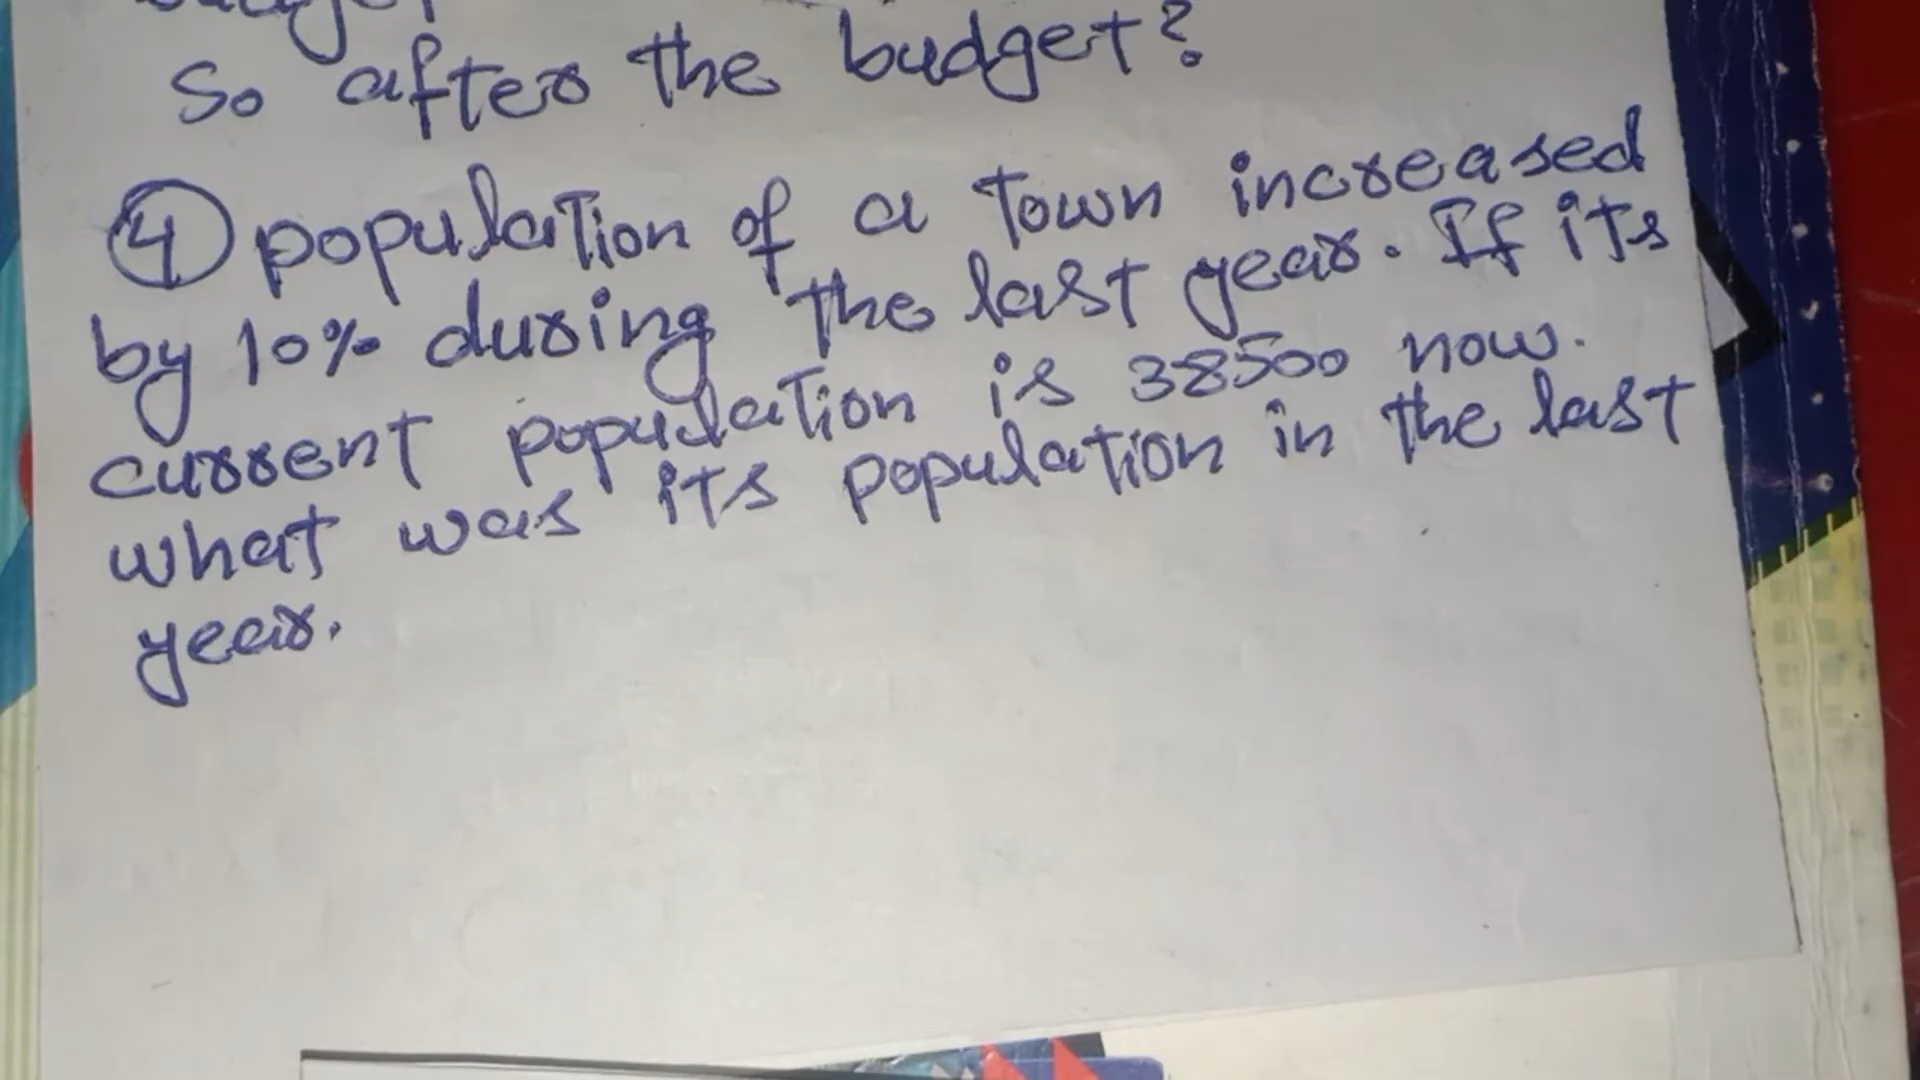 So after the budget?
④ population of a town increased
by 10% during the last year. If its
current population is 38500 now.
what was its population in the last
year.